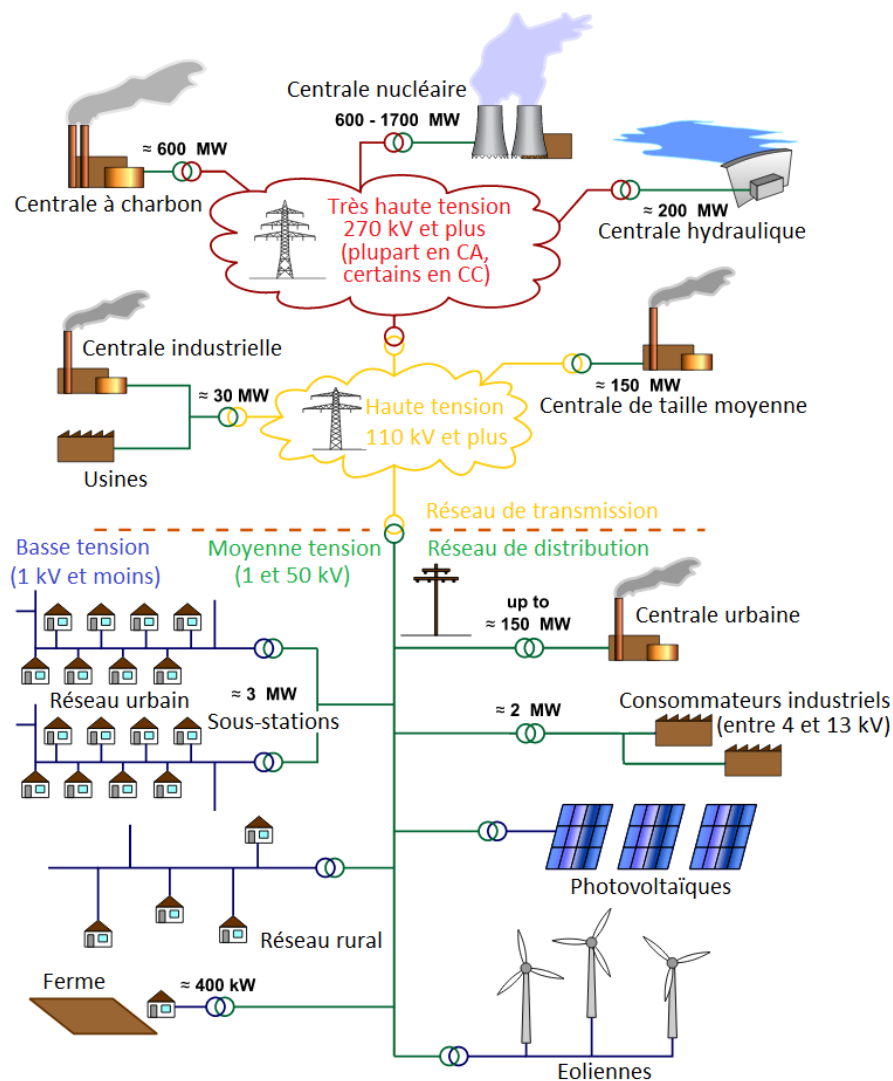 Centrale nucléaire
600 - 1700 MW
≈ 600 MW
Centrale à charbon
Très haute tension
270 kV et plus
(plupart en CA,
certains en CC)
≈ 200 MW
Centrale hydraulique
Centrale industrielle
≈ 30 MW
Usines
Haute tension
110 kV et plus
≈ 150 MW
Centrale de taille moyenne
Réseau de transmission
Basse tension
(1 kV et moins)
Moyenne tension
(1 et 50 kV)
Réseau de distribution
up to
≈ 150 MW
Centrale urbaine
Réseau urbain
≈ 3 MW
Sous-stations
≈ 2 MW
Consommateurs industriels
(entre 4 et 13 kV)
Photovoltaïques
Réseau rural
Ferme
≈ 400 kW
Eoliennes